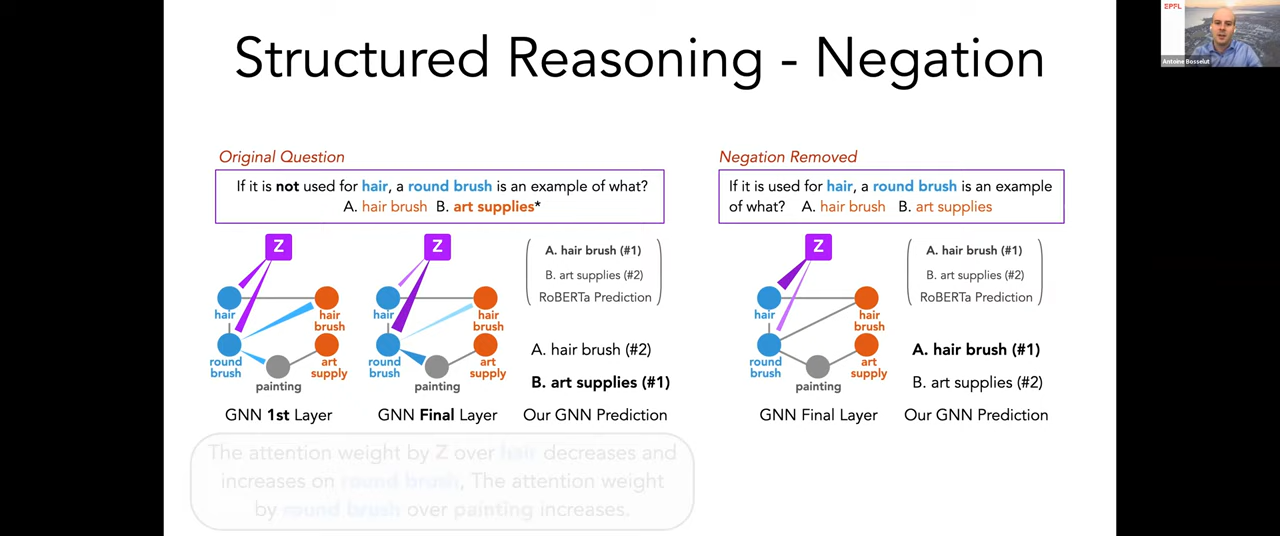 Structured Reasoning - Negation
EPFL
Antoine Bosselut
Original Question
If it is not used for hair, a round brush is an example of what?
A. hair brush B. art supplies*
Z
hair
hair
brush
round
brush
art
supply
painting
GNN 1st Layer
Z
hair
hair
brush
round
brush
art
supply
painting
GNN Final Layer
A. hair brush (#1)
B. art supplies (#2)
RoBERTa Prediction
A. hair brush (#2)
B. art supplies (#1)
Our GNN Prediction
The attention weight by Z over hair decreases and
increases on round brush, The attention weight
by round brush over painting increases.
Negation Removed
If it is used for hair, a round brush is an example
of what? A. hair brush B. art supplies
Z
hair
hair
brush
round
brush
art
supply
painting
GNN Final Layer
A. hair brush (#1)
B. art supplies (#2)
RoBERTa Prediction
A. hair brush (#1)
B. art supplies (#2)
Our GNN Prediction